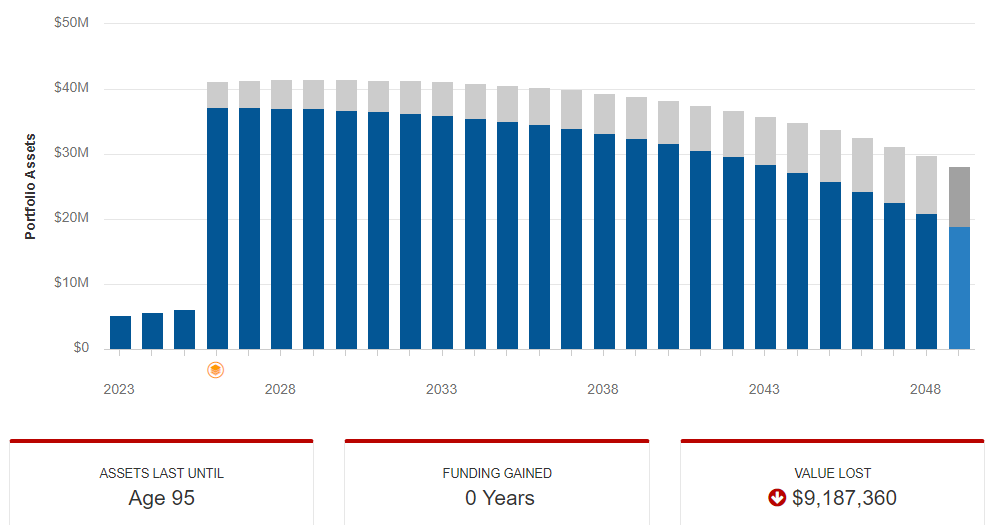 $50M
$40M
$30M
$20M
$10M
$0
Portfolio Assets
2023 2028 2033 2038 2043 2048
ASSETS LAST UNTIL
Age 95
FUNDING GAINED
0 Years
VALUE LOST
$9,187,360